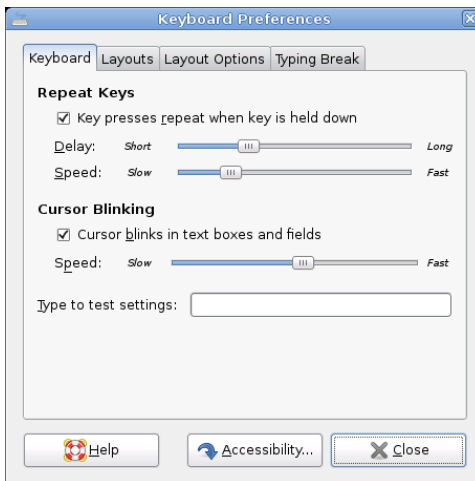 Keyboard Preferences
Keyboard Layouts Layout Options Typing Break
Repeat Keys
Key presses repeat when key is held down
Delay: Short Long
Speed: Slow Fast
Cursor Blinking
Cursor blinks in text boxes and fields
Speed: Slow Fast
Type to test settings:
Help Accessibility... Close